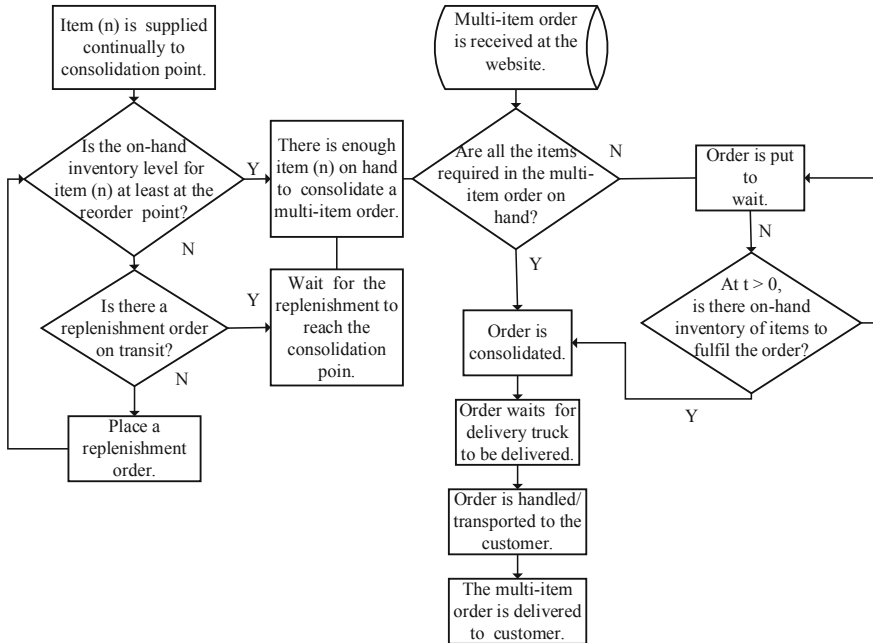 Item (n) is supplied
continually to
consolidation point.
Is the on-hand
inventory level for
item (n) at least at the
reorder point?
Y
N
There is enough
item (n) on hand
to consolidate a
multi-item order.
Is there a
replenishment order
on transit?
Y
N
Wait for the
replenishment to
reach the
consolidation
poin.
Place a
replenishment
order.
Multi-item order
is received at the
website.
Are all the items
required in the multi-
item order on
hand?
N
Y
Order is put
to
wait.
N
At t > 0,
is there on-hand
inventory of items to
fulfil the order?
Y
Order is
consolidated.
Order waits for
delivery truck
to be delivered.
Order is handled/
transported to the
customer.
The multi-item
order is delivered
to customer.